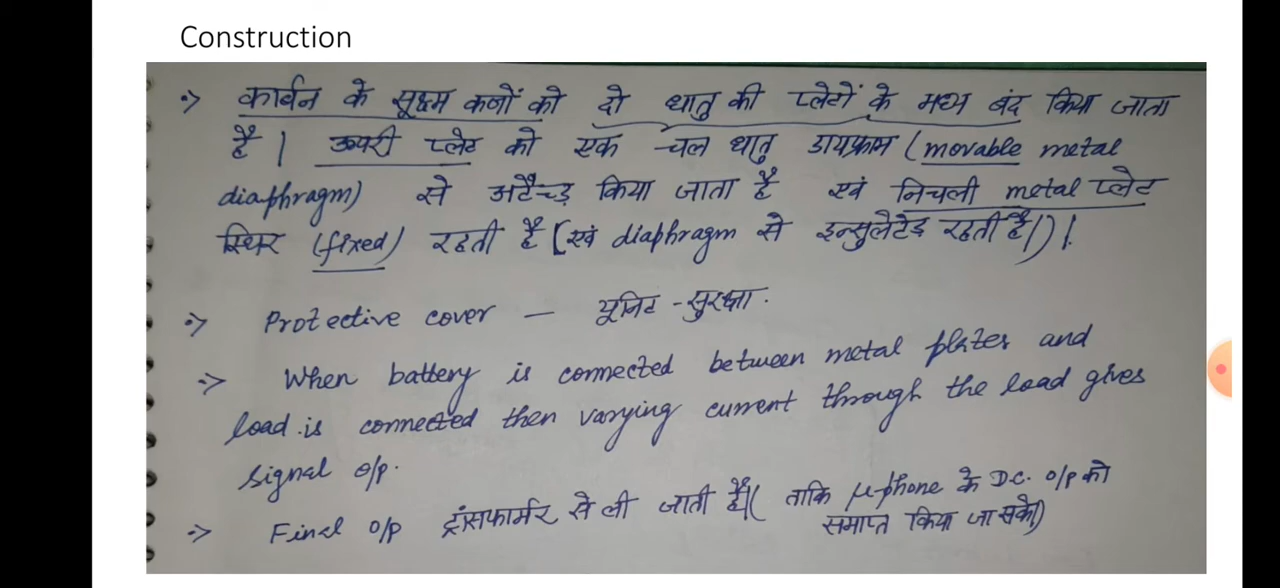 Construction
:> कार्बन के सूक्ष्म कणों को दो धातु की प्लेटों के मध्य बंद किया जाता
है। ऊपरी प्लेट को एक चल धातु डायफ्राम (movable metal
diaphragm) से अटैच्ड किया जाता है एवं निचली metal प्लेट
स्थिर (fixed) रहती है [एवं diaphragm से इन्सुलेटेड रहती है।)।
:> Protective cover — यूनिट - सुरक्षा.
:> When battery is connected between metal plates and
load is connected then varying current through the load gives
signal o/p.
:> Final o/p ट्रांसफार्मर से ली जाती है। ( ताकि μ-phone के D.C. o/p को
समाप्त किया जा सके)